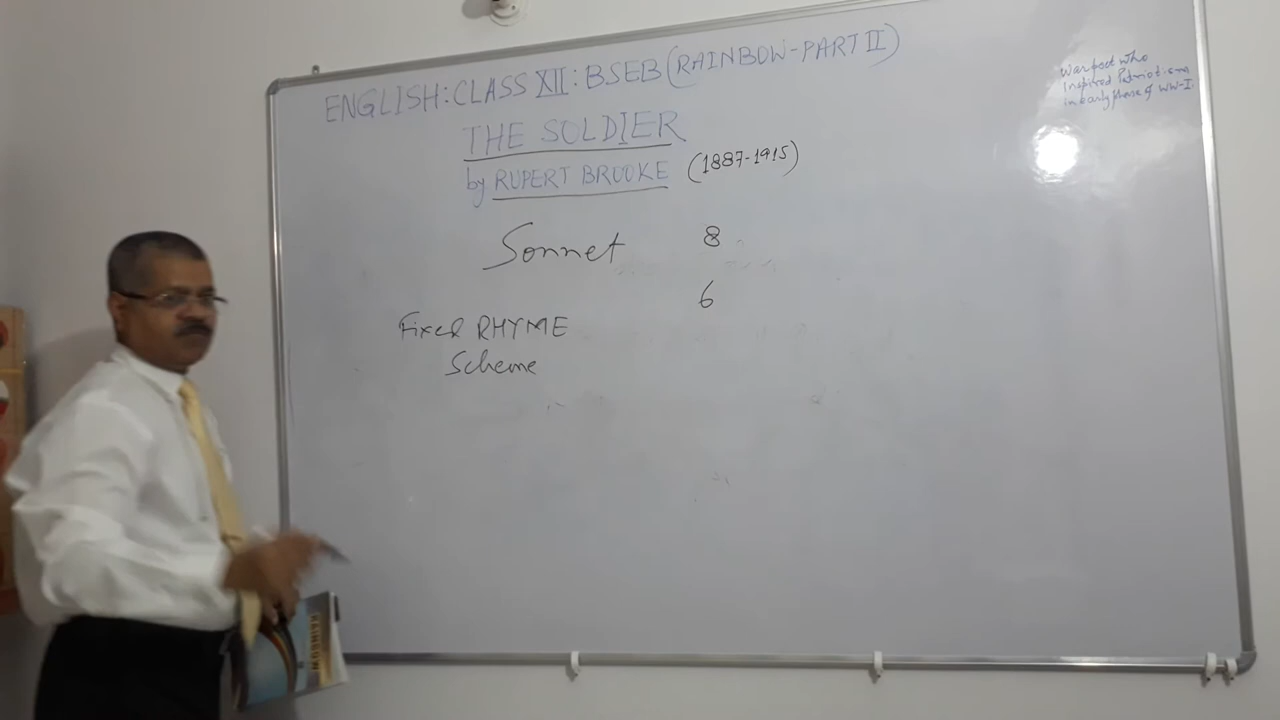 ENGLISH: CLASS XII: BSEB (RAINBOW-PART II)
THE SOLDIER
by RUPERT BROOKE (1887-1915)
War poet who
Inspired Patriotism
in early phase of WW-I.
Sonnet 8
6
Fixed RHYME
Scheme
RAINBOW